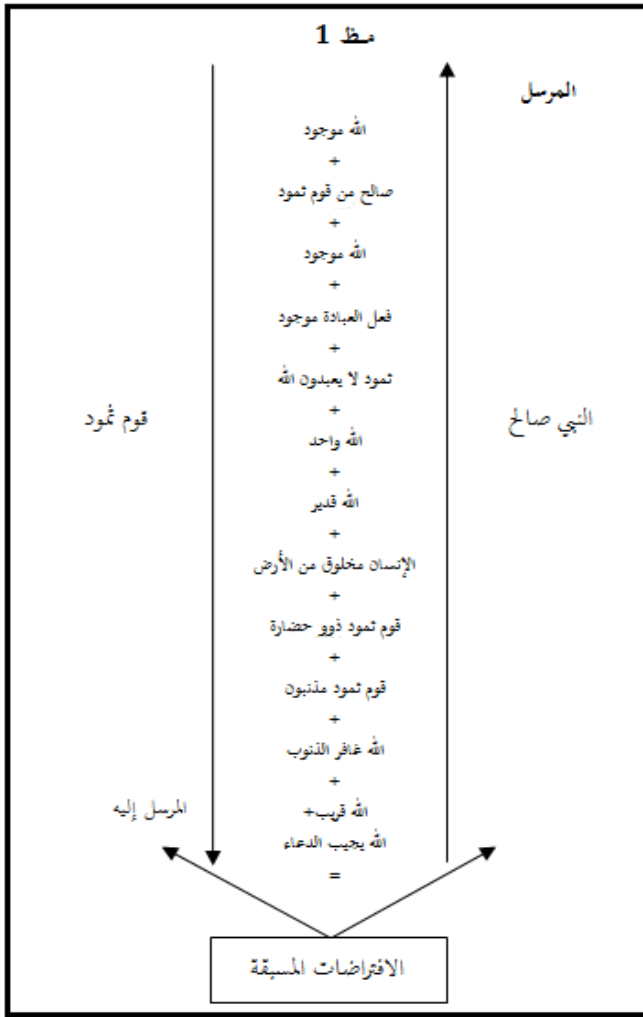 مـظ 1
المرسل
الله موجود
+
صالح من قوم ثمود
+
الله موجود
+
فعل العبادة موجود
+
ثمود لا يعبدون الله
+
النبي صالح
قوم ثمود
الله واحد
+
الله قدير
+
الإنسان مخلوق من الأرض
+
قوم ثمود ذوو حضارة
+
قوم ثمود مذنبون
+
الله غافر الذنوب
+
الله قريب+
المرسل إليه
الله يجيب الدعاء
=
الافتراضات المسبقة